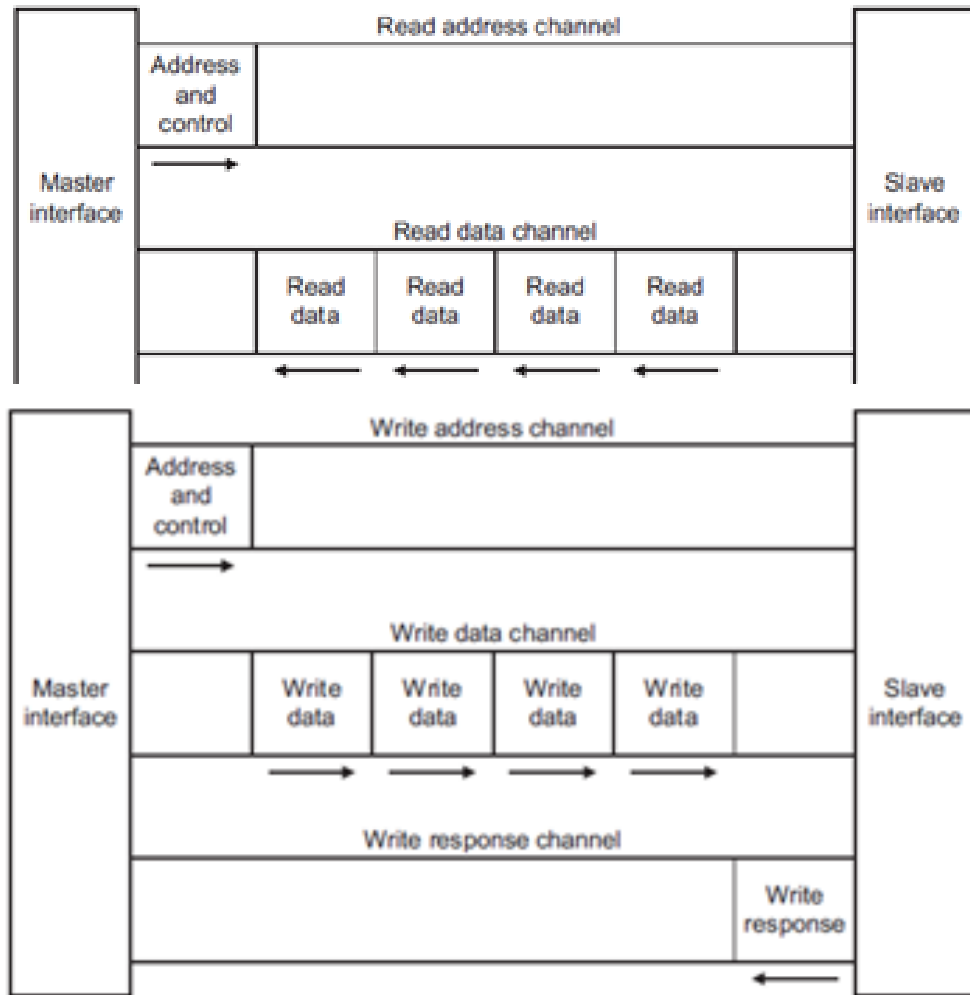 Read address channel
Address
and
control
Master
interface
Slave
interface
Read data channel
Read
data
Read
data
Read
data
Read
data
Write address channel
Address
and
control
Write data channel
Master
interface
Write
data
Write
data
Write
data
Write
data
Slave
interface
Write response channel
Write
response